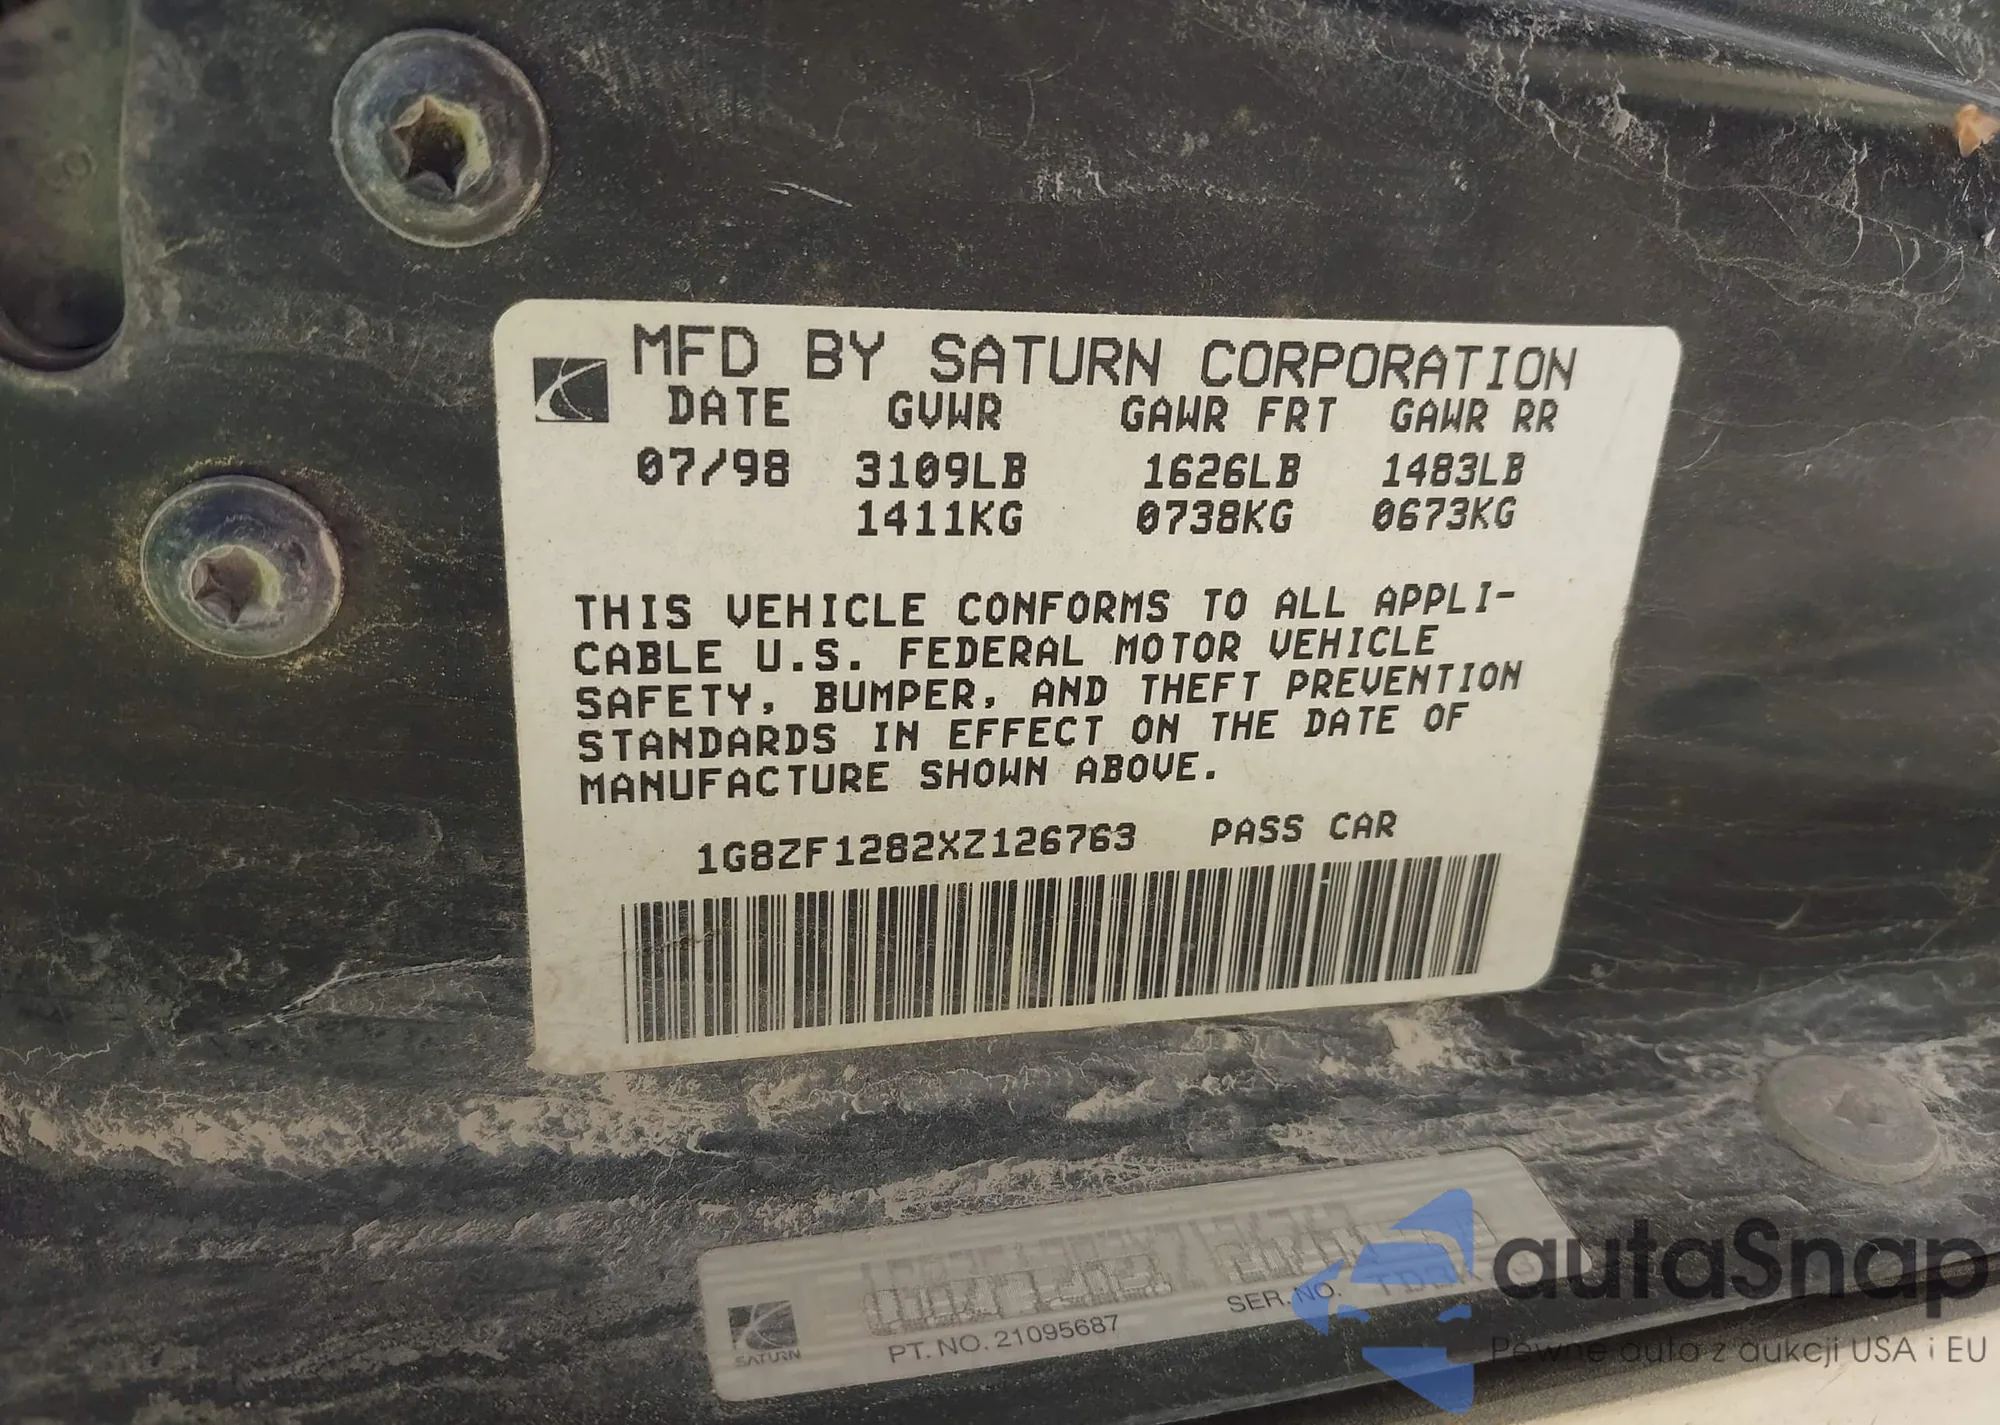 MFD BY SATURN CORPORATION
DATE GVWR GAWR FRT GAWR RR
07/98 3109LB 1626LB 1483LB
1411KG 0738KG 0673KG
THIS VEHICLE CONFORMS TO ALL APPLI-
CABLE U.S. FEDERAL MOTOR VEHICLE
SAFETY, BUMPER, AND THEFT PREVENTION
STANDARDS IN EFFECT ON THE DATE OF
MANUFACTURE SHOWN ABOVE.
1G8ZF1282XZ126763 PASS CAR
SATURN
PT. NO. 21095687 SER. NO.
autoSnap
Pewne auta z aukcji USA i EU